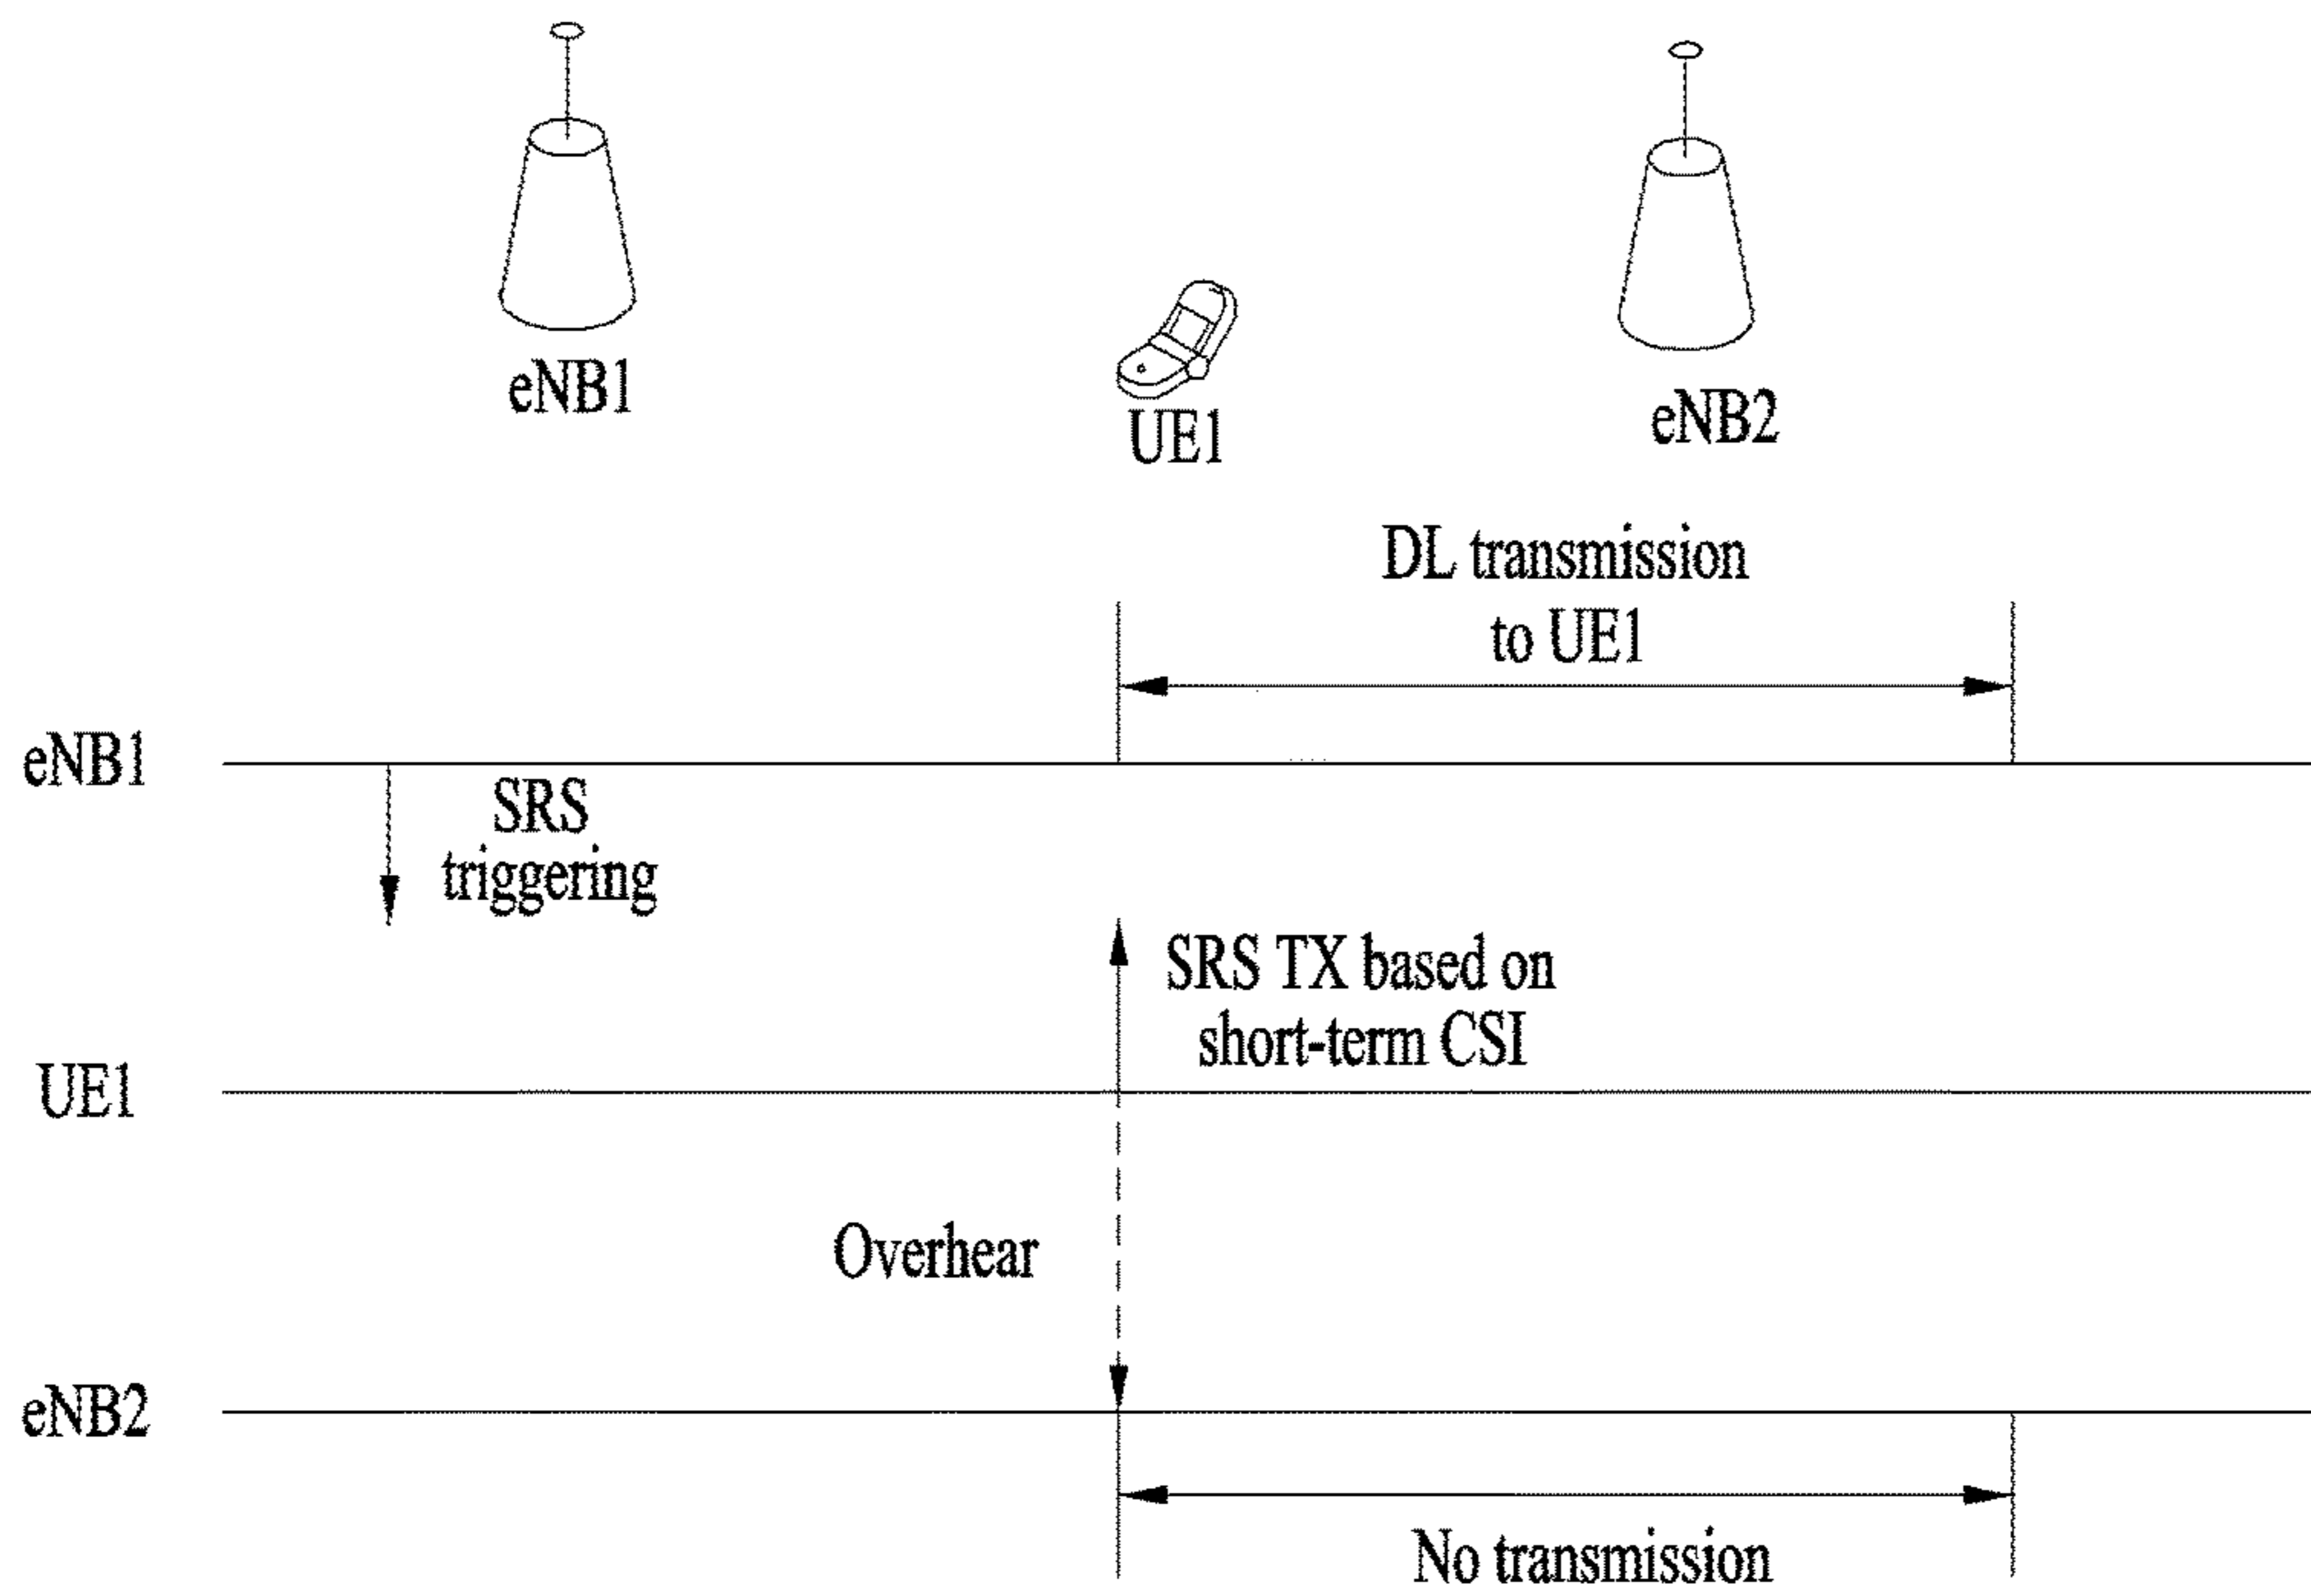 eNB1
UE1
eNB2
DL transmission
to UE1
eNB1
SRS
triggering
SRS TX based on
short-term CSI
UE1
Overhear
eNB2
No transmission